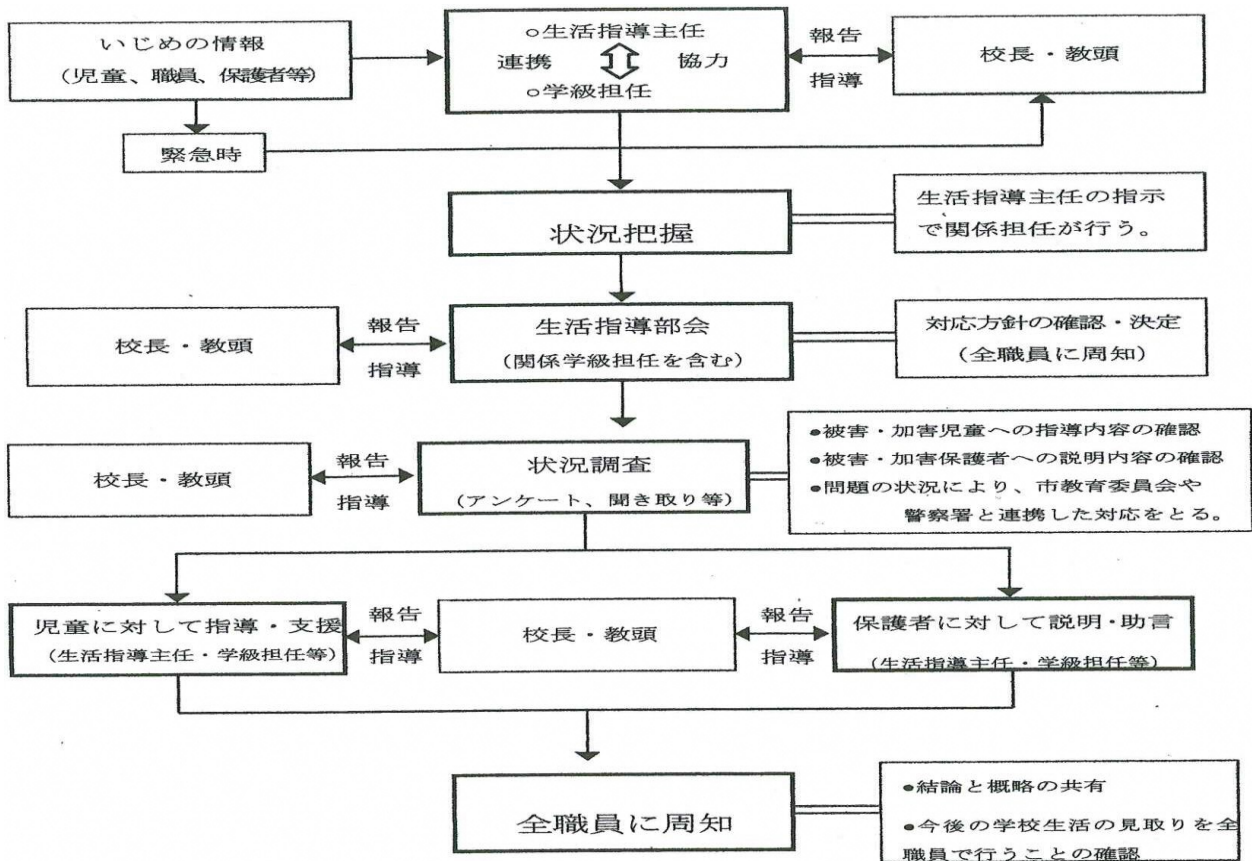 いじめの情報
（児童、職員、保護者等）
○生活指導主任
連携　協力
○学級担任
報告
指導
校長・教頭
緊急時
状況把握
生活指導主任の指示
で関係担任が行う。
校長・教頭
報告
指導
生活指導部会
（関係学級担任を含む）
対応方針の確認・決定
（全職員に周知）
校長・教頭
報告
指導
状況調査
（アンケート、聞き取り等）
●被害・加害児童への指導内容の確認
●被害・加害保護者への説明内容の確認
●問題の状況により、市教育委員会や
警察署と連携した対応をとる。
児童に対して指導・支援
（生活指導主任・学級担任等）
報告
指導
校長・教頭
報告
指導
保護者に対して説明・助言
（生活指導主任・学級担任等）
全職員に周知
●結論と概略の共有
●今後の学校生活の見取りを全
職員で行うことの確認